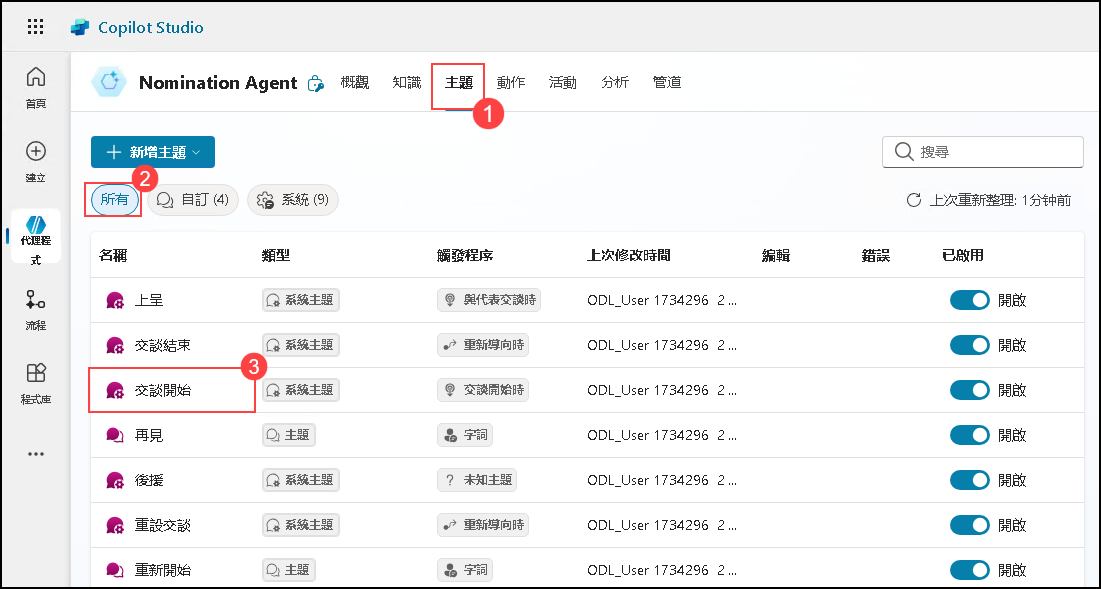 Copilot Studio
Nomination Agent 概觀 知識 主題 動作 活動 分析 管道
1
首頁
建立
代理程式
流程
程式庫
新增主題
搜尋
2
所有 自訂 (4) 系統 (9) 上次重新整理: 1分钟前
名稱 類型 觸發程序 上次修改時間 編輯 錯誤 已啟用
上呈 系統主題 與代表交談時 ODL_User 1734296 2 ... 開啟
交談結束 系統主題 重新導向時 ODL_User 1734296 2 ... 開啟
3
交談開始 系統主題 交談開始時 ODL_User 1734296 2 ... 開啟
再見 主題 字詞 ODL_User 1734296 2 ... 開啟
後援 系統主題 未知主題 ODL_User 1734296 2 ... 開啟
重設交談 系統主題 重新導向時 ODL_User 1734296 2 ... 開啟
重新開始 主題 字詞 ODL_User 1734296 2 ... 開啟